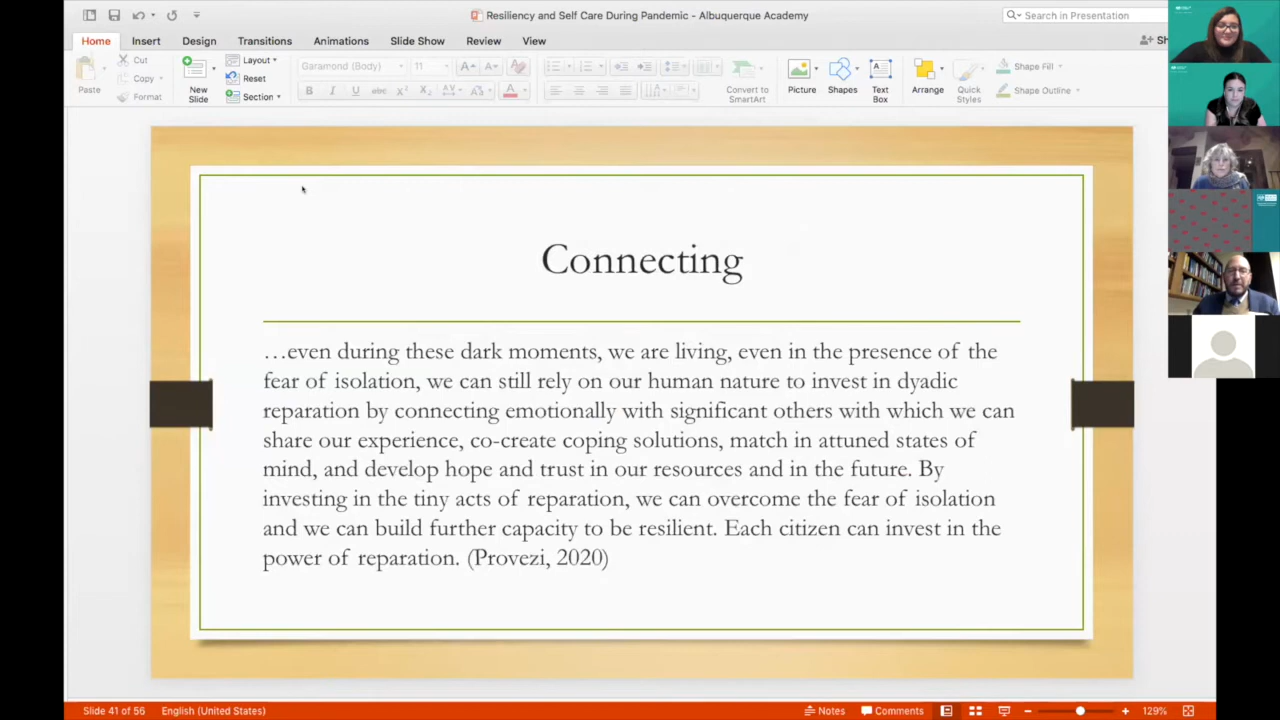 Resiliency and Self Care During Pandemic - Albuquerque Academy
Search in Presentation
Home Insert Design Transitions Animations Slide Show Review View
Paste
Cut
Copy
Format
New Slide
Layout
Reset
Section
Garamond (Body) 11
Convert to SmartArt
Picture
Shapes
Text Box
Arrange
Quick Styles
Shape Fill
Shape Outline
Connecting
…even during these dark moments, we are living, even in the presence of the
fear of isolation, we can still rely on our human nature to invest in dyadic
reparation by connecting emotionally with significant others with which we can
share our experience, co-create coping solutions, match in attuned states of
mind, and develop hope and trust in our resources and in the future. By
investing in the tiny acts of reparation, we can overcome the fear of isolation
and we can build further capacity to be resilient. Each citizen can invest in the
power of reparation. (Provezi, 2020)
Slide 41 of 56 English (United States) Notes Comments 129%